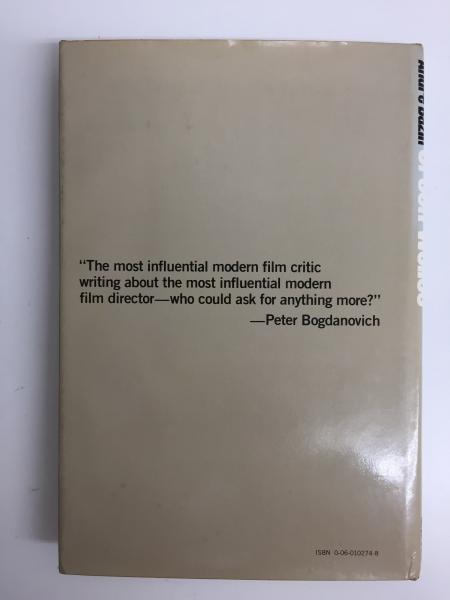 “The most influential modern film critic
writing about the most influential modern
film director—who could ask for anything more?”
—Peter Bogdanovich
ISBN 0-06-010274-8